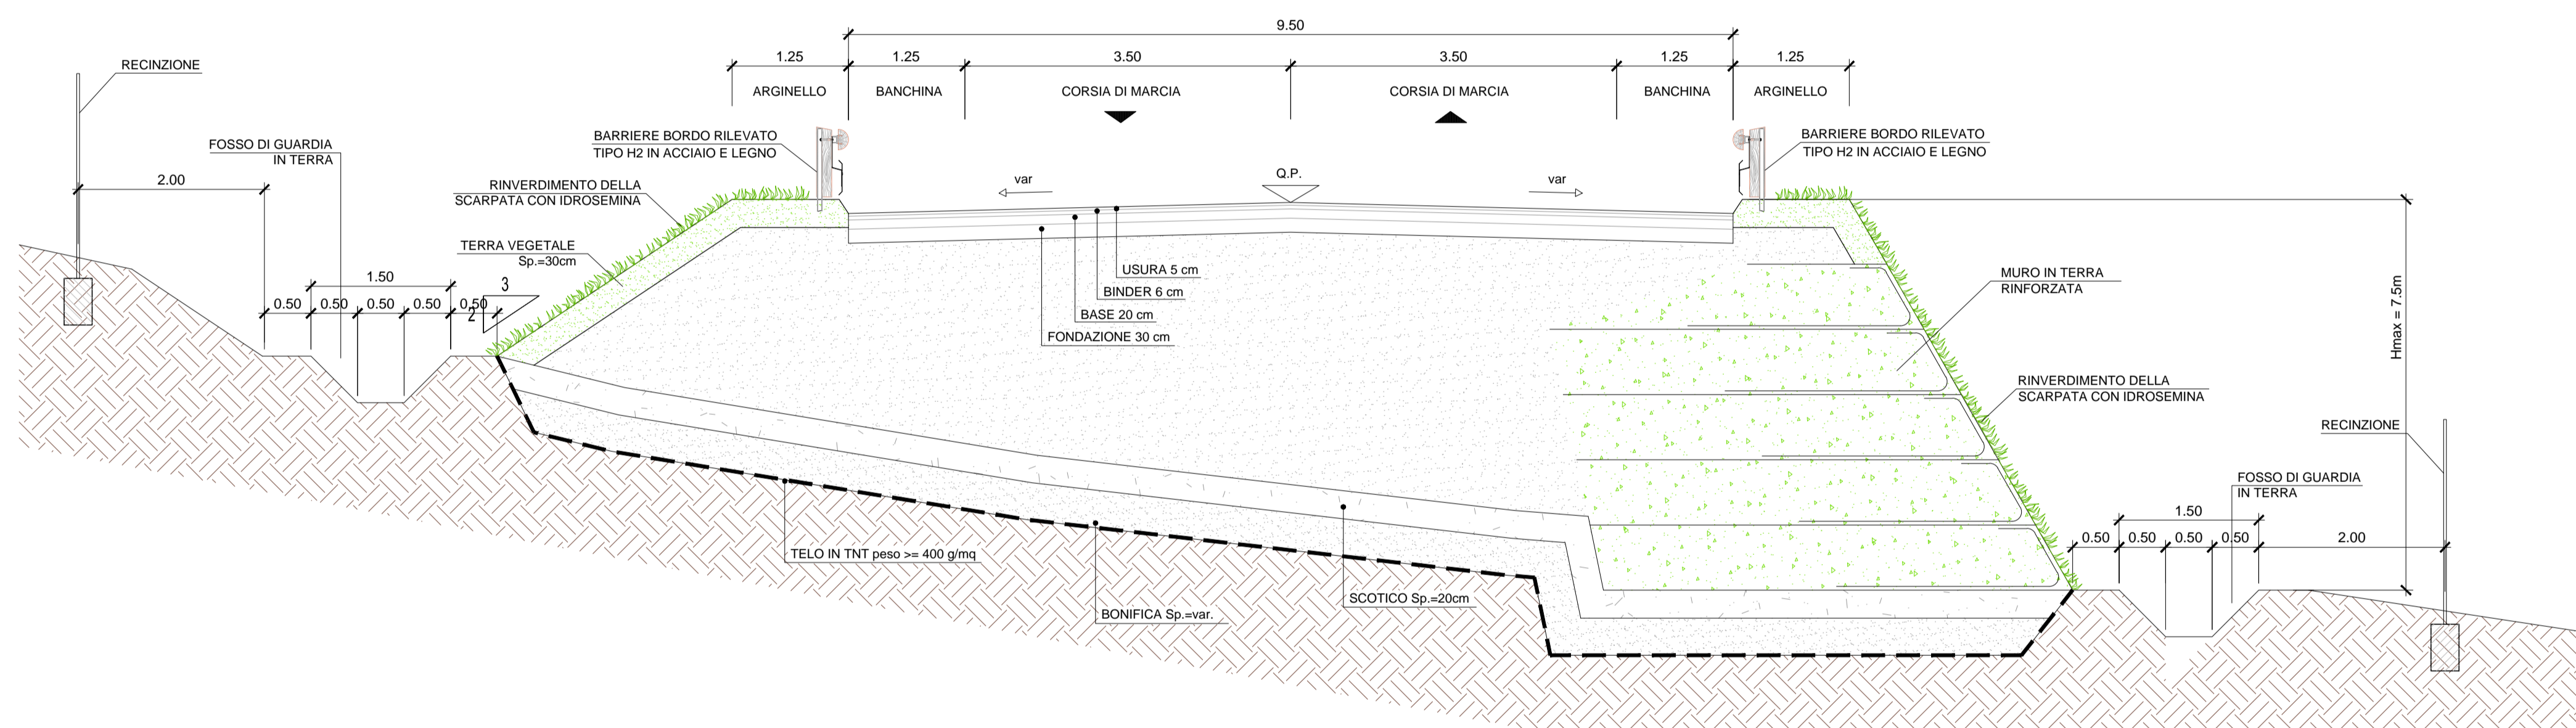 9.50
1.25
1.25
3.50
3.50
1.25
1.25
ARGINELLO
BANCHINA
CORSIA DI MARCIA
CORSIA DI MARCIA
BANCHINA
ARGINELLO
RECINZIONE
FOSSO DI GUARDIA
IN TERRA
2.00
BARRIERE BORDO RILEVATO
TIPO H2 IN ACCIAIO E LEGNO
BARRIERE BORDO RILEVATO
TIPO H2 IN ACCIAIO E LEGNO
RINVERDIMENTO DELLA
SCARPATA CON IDROSEMINA
var
Q.P.
var
TERRA VEGETALE
Sp.=30cm
1.50
0.50
0.50
0.50
0.50
0.50
3
2
USURA 5 cm
BINDER 6 cm
BASE 20 cm
FONDAZIONE 30 cm
MURO IN TERRA
RINFORZATA
Hmax = 7.5m
RINVERDIMENTO DELLA
SCARPATA CON IDROSEMINA
RECINZIONE
FOSSO DI GUARDIA
IN TERRA
1.50
0.50
0.50
0.50
0.50
2.00
TELO IN TNT peso >= 400 g/mq
BONIFICA Sp.=var.
SCOTICO Sp.=20cm